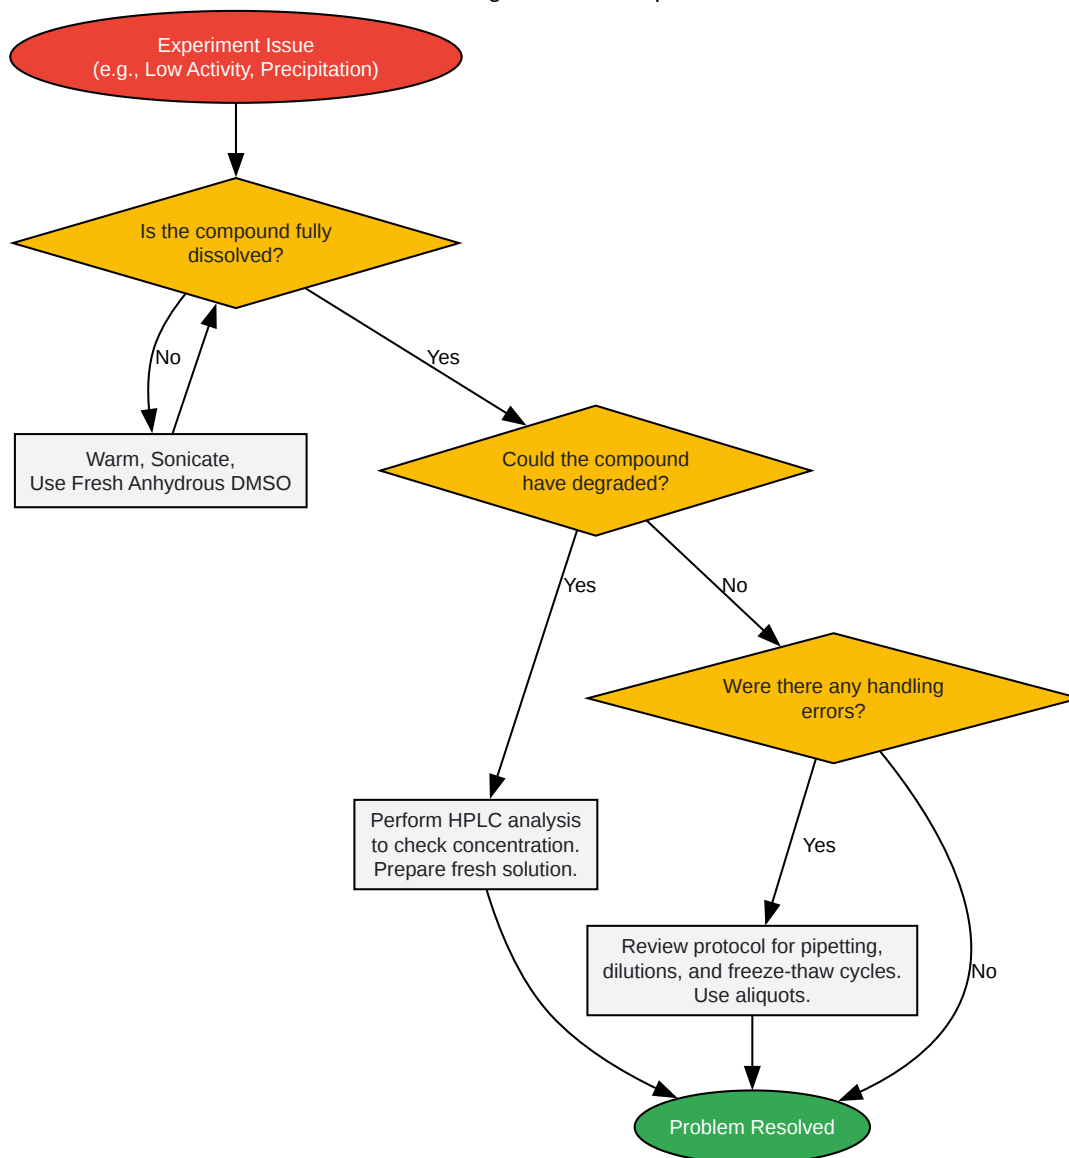 Experiment Issue
(e.g., Low Activity, Precipitation)
Is the compound fully
dissolved?
No
Yes
Warm, Sonicate,
Use Fresh Anhydrous DMSO
Could the compound
have degraded?
Yes
No
Were there any handling
errors?
Perform HPLC analysis
to check concentration.
Prepare fresh solution.
Yes
Review protocol for pipetting,
dilutions, and freeze-thaw cycles.
Use aliquots.
No
Problem Resolved